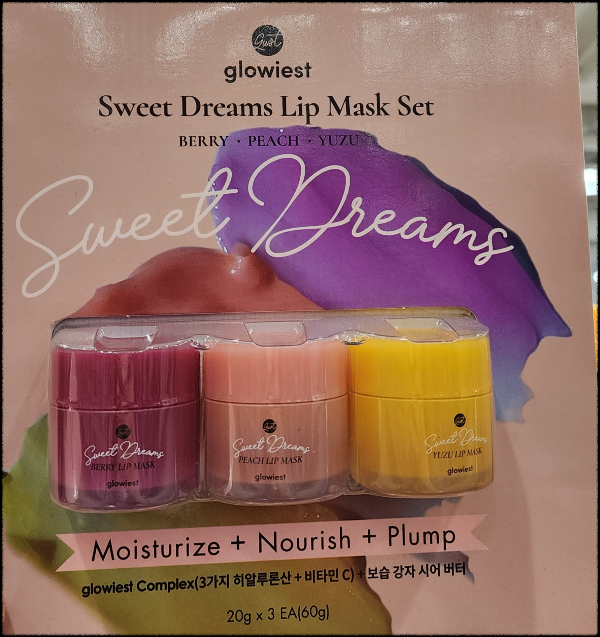 Gwst
glowiest
Sweet Dreams Lip Mask Set
BERRY · PEACH · YUZU
Sweet Dreams
Sweet Dreams
BERRY LIP MASK
glowiest
Sweet Dreams
PEACH LIP MASK
glowiest
Sweet Dreams
YUZU LIP MASK
glowiest
Moisturize + Nourish + Plump
glowiest Complex(3가지 히알루론산 + 비타민 C) + 보습 강자 시어 버터
20g x 3 EA(60g)